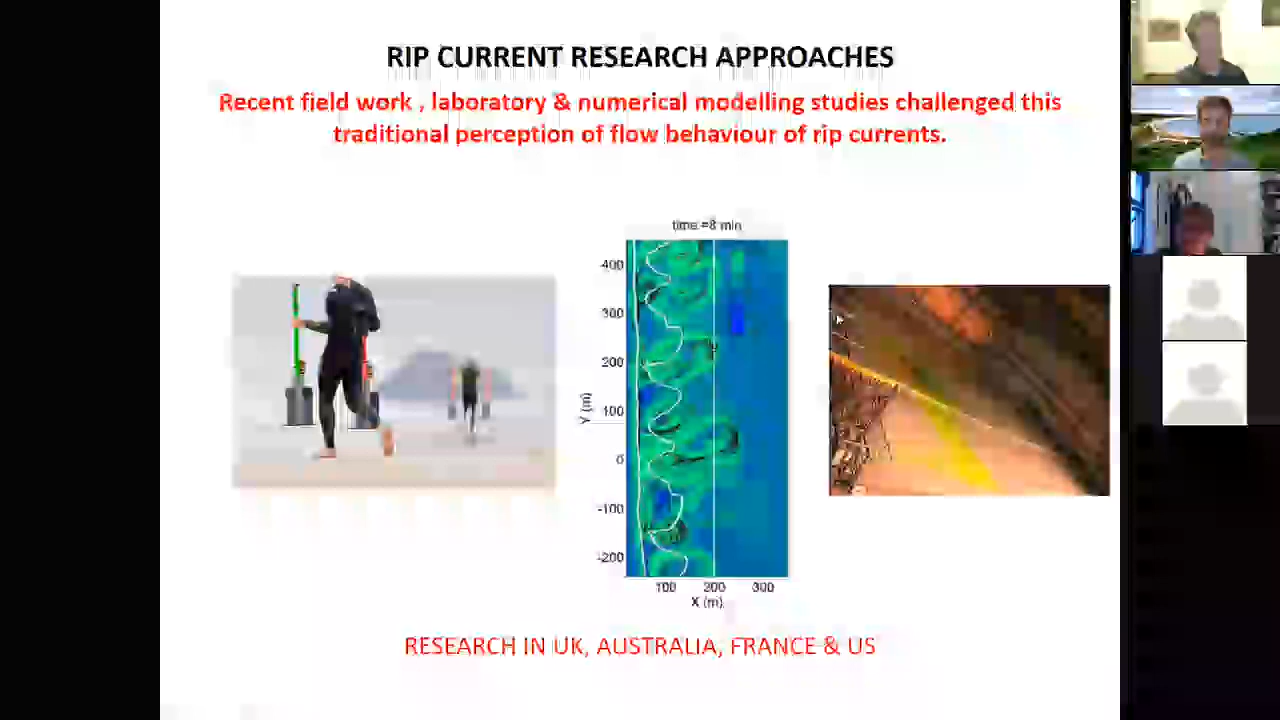 RIP CURRENT RESEARCH APPROACHES
Recent field work , laboratory & numerical modelling studies challenged this
traditional perception of flow behaviour of rip currents.
time =8 min
400
300
200
100
0
-100
-200
Y (m)
100 200 300
X (m)
RESEARCH IN UK, AUSTRALIA, FRANCE & US